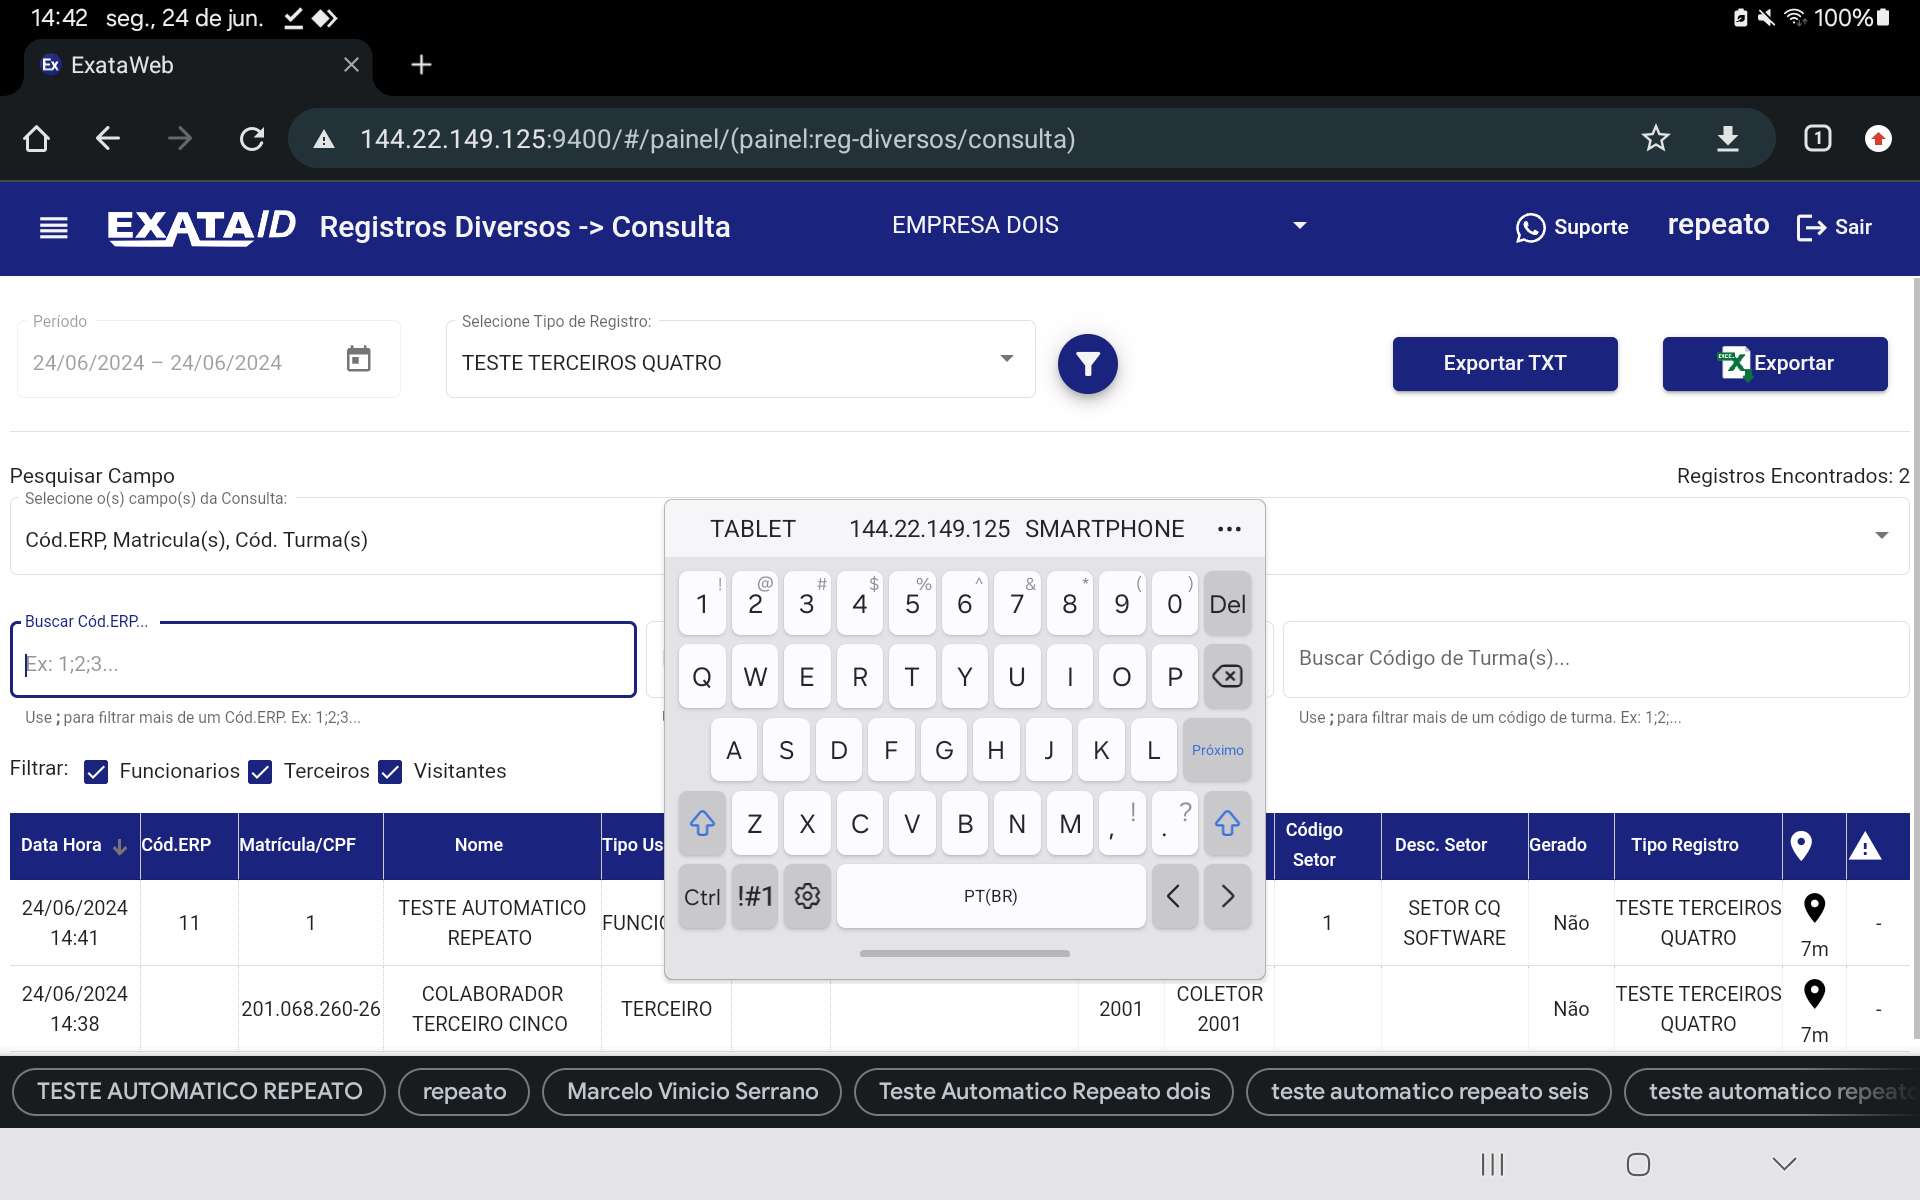 14:42 seg., 24 de jun. 100%
Ex ExataWeb
144.22.149.125:9400/#/painel/(painel:reg-diversos/consulta) 1
EXATA ID Registros Diversos -> Consulta EMPRESA DOIS Suporte repeato Sair
Período
24/06/2024 – 24/06/2024
Selecione Tipo de Registro:
TESTE TERCEIROS QUATRO
Exportar TXT
Exportar
Pesquisar Campo
Registros Encontrados: 2
Selecione o(s) campo(s) da Consulta:
Cód.ERP, Matricula(s), Cód. Turma(s)
Buscar Cód.ERP...
Ex: 1;2;3...
Use ; para filtrar mais de um Cód.ERP. Ex: 1;2;3...
Buscar Código de Turma(s)...
Use ; para filtrar mais de um código de turma. Ex: 1;2;...
Filtrar: Funcionarios Terceiros Visitantes
TABLET 144.22.149.125 SMARTPHONE ...
! @ # $ % ^ & * ( )
1 2 3 4 5 6 7 8 9 0 Del
Q W E R T Y U I O P
A S D F G H J K L Próximo
Z X C V B N M , ! . ?
Ctrl !#1 PT(BR) < >
Data Hora Cód.ERP Matrícula/CPF Nome Tipo Us Código Setor Desc. Setor Gerado Tipo Registro
24/06/2024 14:41 11 1 TESTE AUTOMATICO REPEATO FUNCIO 1 SETOR CQ SOFTWARE Não TESTE TERCEIROS QUATRO 7m -
24/06/2024 14:38 201.068.260-26 COLABORADOR TERCEIRO CINCO TERCEIRO 2001 COLETOR 2001 Não TESTE TERCEIROS QUATRO 7m -
TESTE AUTOMATICO REPEATO repeato Marcelo Vinicio Serrano Teste Automatico Repeato dois teste automatico repeato seis teste automatico repeato